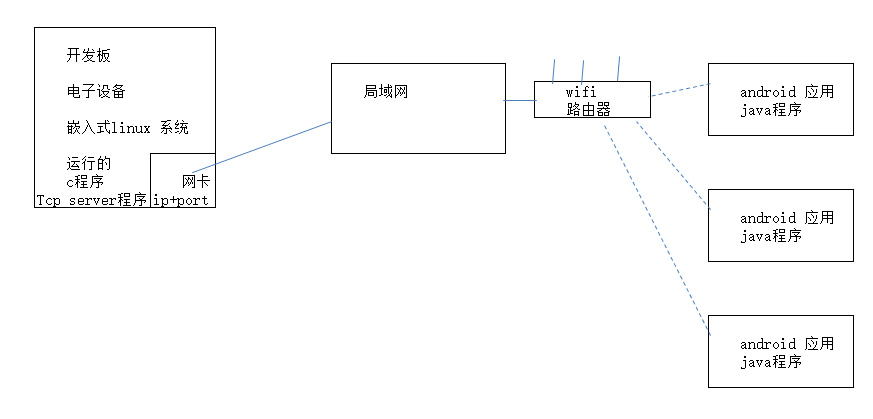 开发板
电子设备
嵌入式linux 系统
运行的
c程序
Tcp server程序
网卡
ip+port
局域网
wifi
路由器
android 应用
java程序
android 应用
java程序
android 应用
java程序